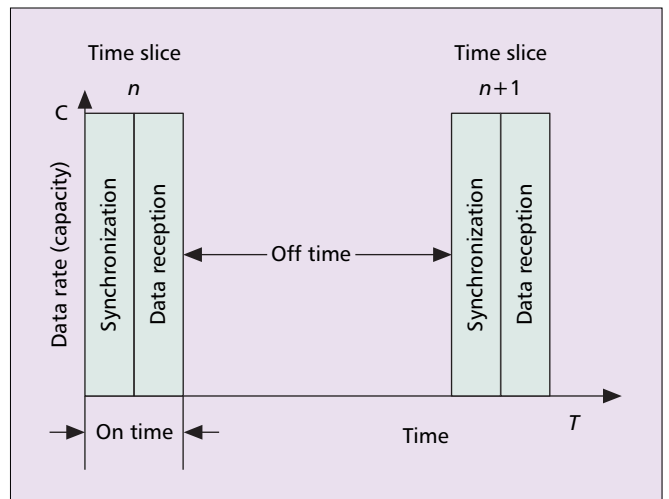 Time slice
n
Time slice
n+1
C
Data rate (capacity)
Synchronization
Data reception
Off time
Synchronization
Data reception
On time
Time
T